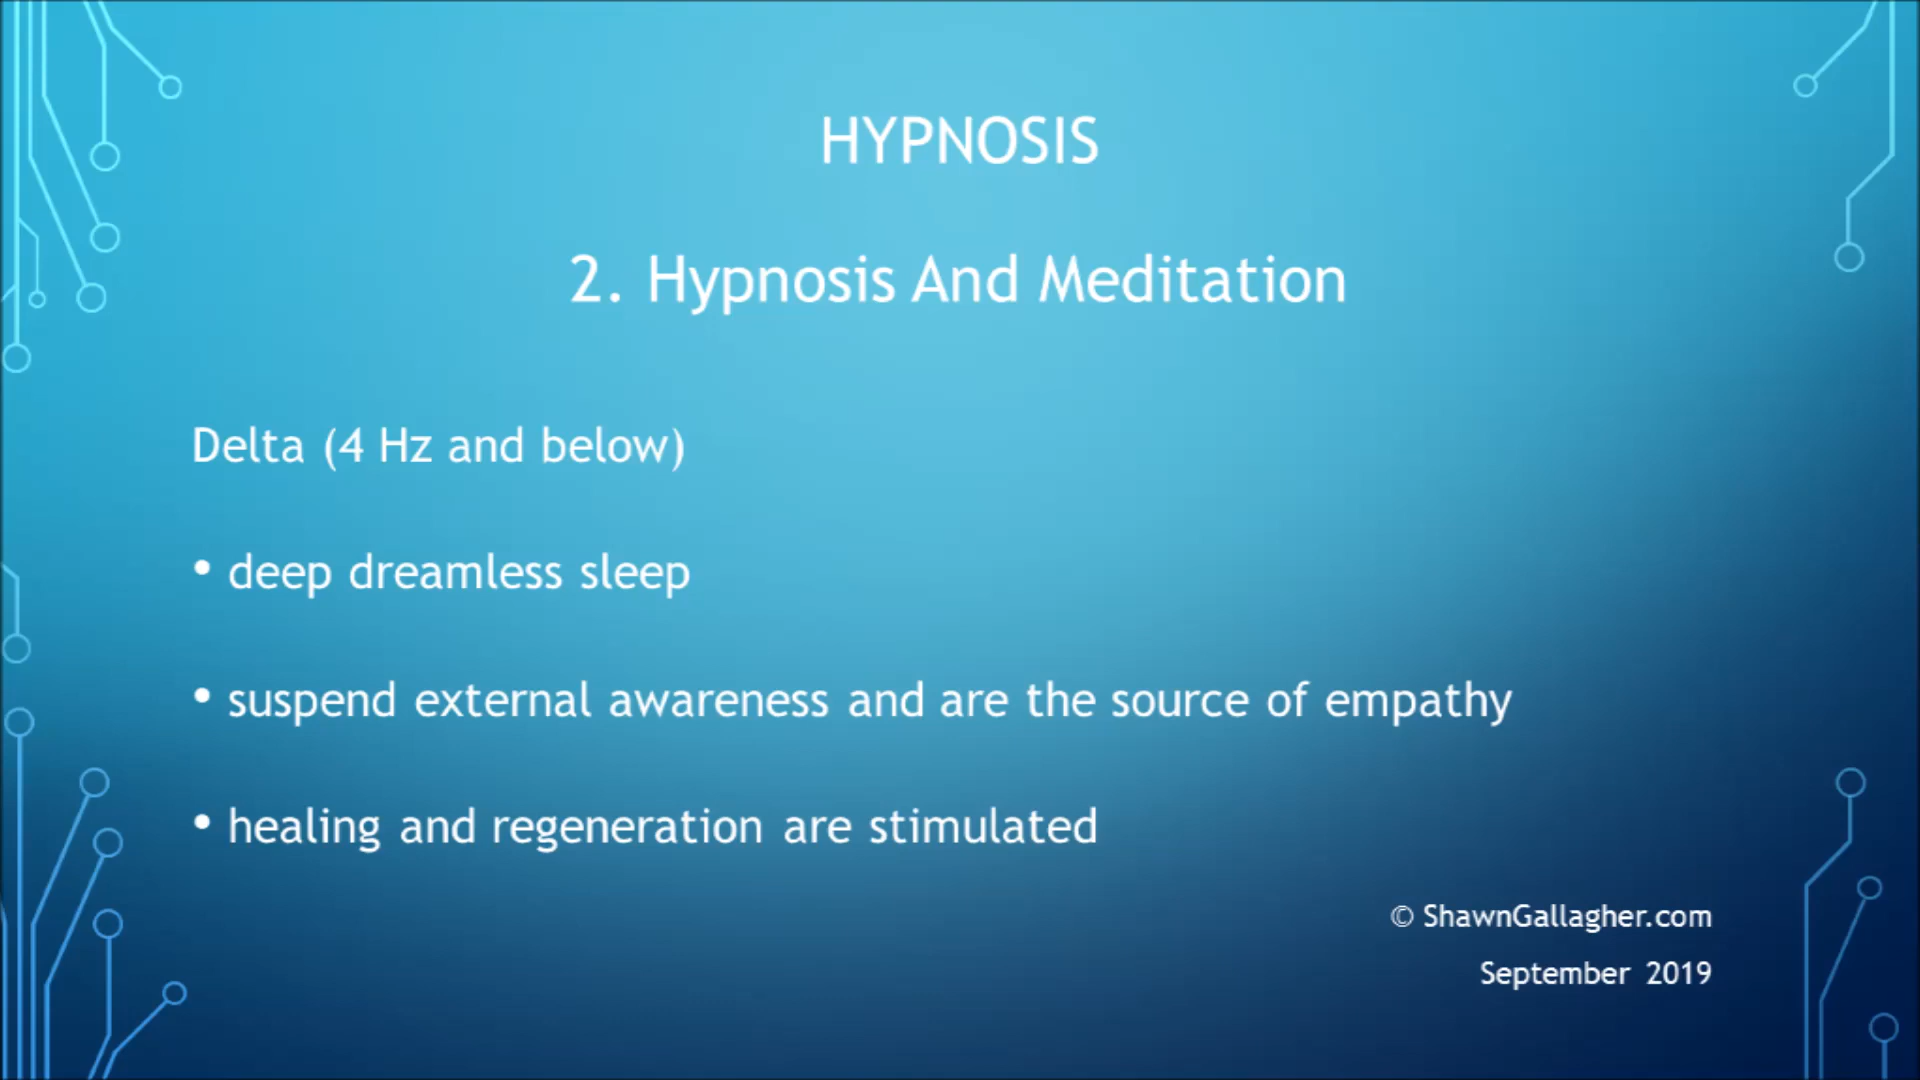 HYPNOSIS
2. Hypnosis And Meditation
Delta (4 Hz and below)
• deep dreamless sleep
• suspend external awareness and are the source of empathy
• healing and regeneration are stimulated
© ShawnGallagher.com
September 2019